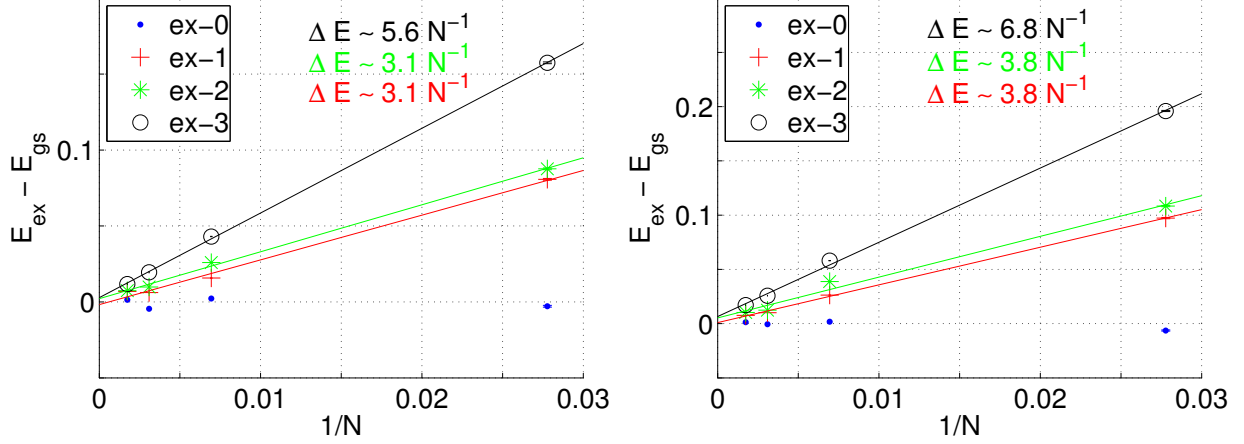 ex−0
ex−1
ex−2
ex−3
Δ E ~ 5.6 N⁻¹
Δ E ~ 3.1 N⁻¹
Δ E ~ 3.1 N⁻¹
0.1
0
E_ex − E_gs
0 0.01 0.02 0.03
1/N
ex−0
ex−1
ex−2
ex−3
Δ E ~ 6.8 N⁻¹
Δ E ~ 3.8 N⁻¹
Δ E ~ 3.8 N⁻¹
0.2
0.1
0
E_ex − E_gs
0 0.01 0.02 0.03
1/N